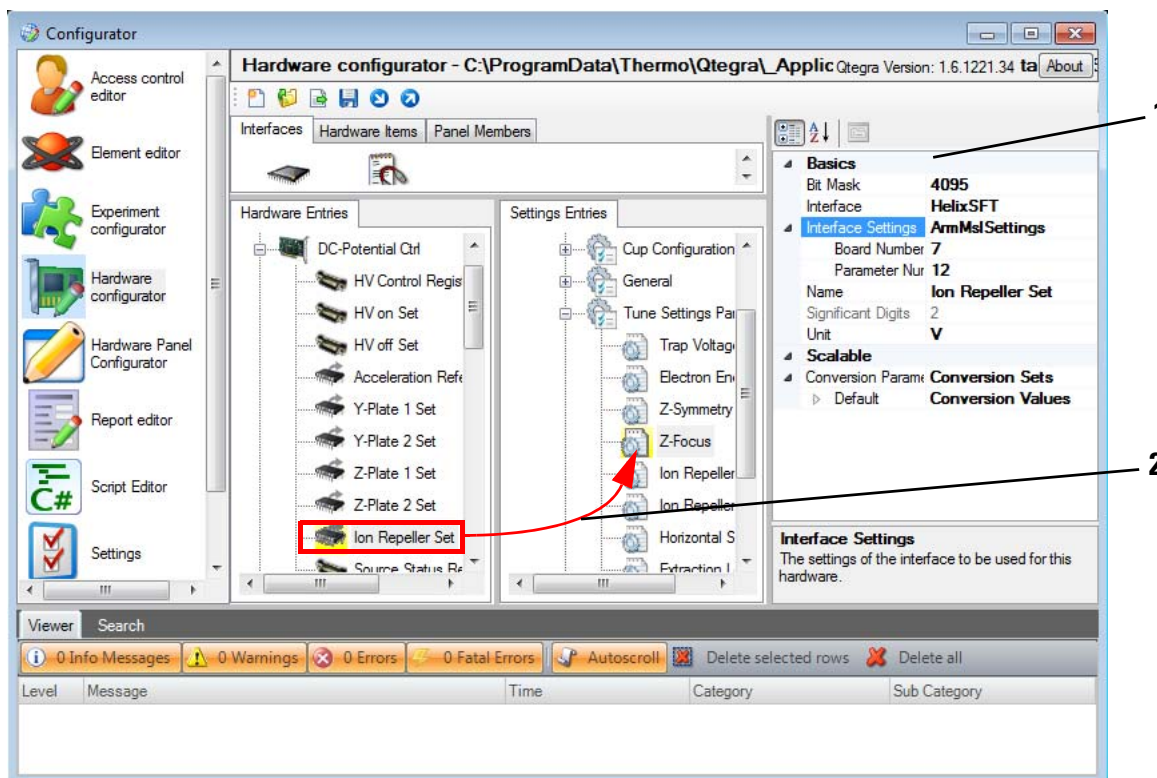 Configurator
Hardware configurator - C:\ProgramData\Thermo\Qtegra\_Applic Qtegra Version: 1.6.1221.34 ta About
Access control
editor
Element editor
Experiment
configurator
Hardware
configurator
Hardware Panel
Configurator
Report editor
C#
Script Editor
Settings
Interfaces Hardware Items Panel Members
Hardware Entries
DC-Potential Ctrl
HV Control Regis
HV on Set
HV off Set
Acceleration Refe
Y-Plate 1 Set
Y-Plate 2 Set
Z-Plate 1 Set
Z-Plate 2 Set
Ion Repeller Set
Source Status Re
Settings Entries
Cup Configuration
General
Tune Settings Par
Trap Voltage
Electron En
Z-Symmetry
Z-Focus
Ion Repeller
Ion Repeller
Horizontal S
Extraction L
1
2
Basics
Bit Mask 4095
Interface HelixSFT
Interface Settings ArmMslSettings
Board Number 7
Parameter Nur 12
Name Ion Repeller Set
Significant Digits 2
Unit V
Scalable
Conversion Parame Conversion Sets
Default Conversion Values
Interface Settings
The settings of the interface to be used for this
hardware.
Viewer Search
0 Info Messages 0 Warnings 0 Errors 0 Fatal Errors Autoscroll Delete selected rows Delete all
Level Message Time Category Sub Category